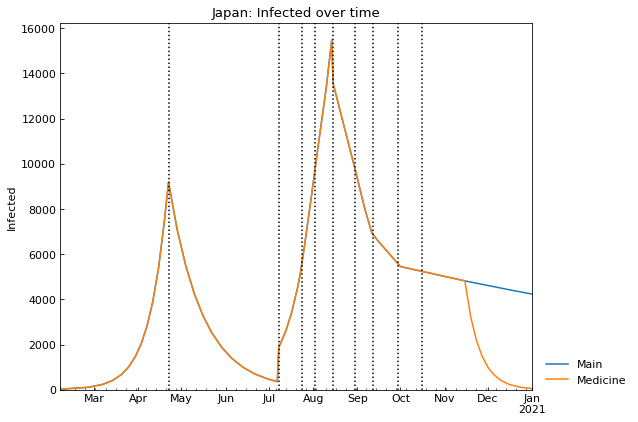 Japan: Infected over time
Infected
16000
14000
12000
10000
8000
6000
4000
2000
0
Mar Apr May Jun Jul Aug Sep Oct Nov Dec Jan
2021
Main
Medicine